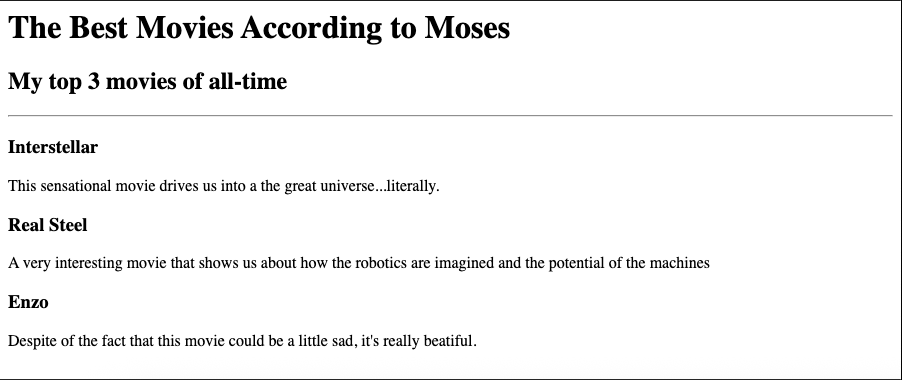 The Best Movies According to Moses
My top 3 movies of all-time
Interstellar
This sensational movie drives us into a the great universe...literally.
Real Steel
A very interesting movie that shows us about how the robotics are imagined and the potential of the machines
Enzo
Despite of the fact that this movie could be a little sad, it's really beatiful.